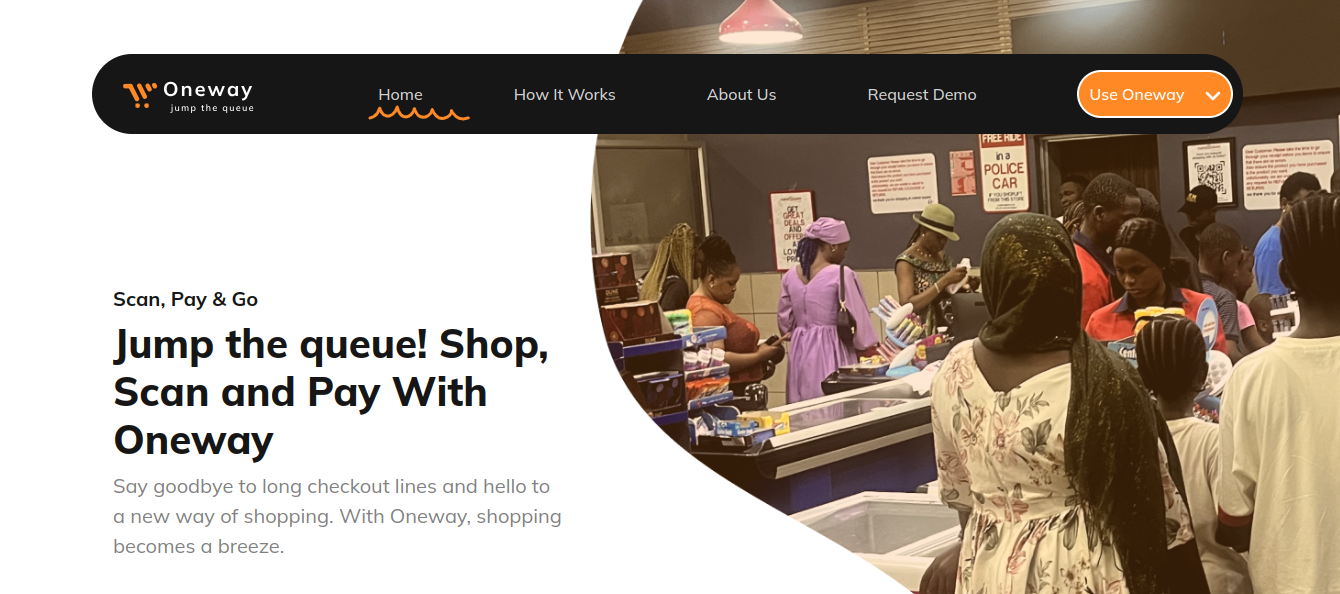 Oneway
jump the queue
Home
How It Works
About Us
Request Demo
Use Oneway
FREE RIDE
in a
POLICE
CAR
IF YOU SHOPLIFT
FROM THIS STORE
GET
GREAT
DEALS
AND
Scan, Pay & Go
Jump the queue! Shop,
Scan and Pay With
Oneway
Say goodbye to long checkout lines and hello to
a new way of shopping. With Oneway, shopping
becomes a breeze.